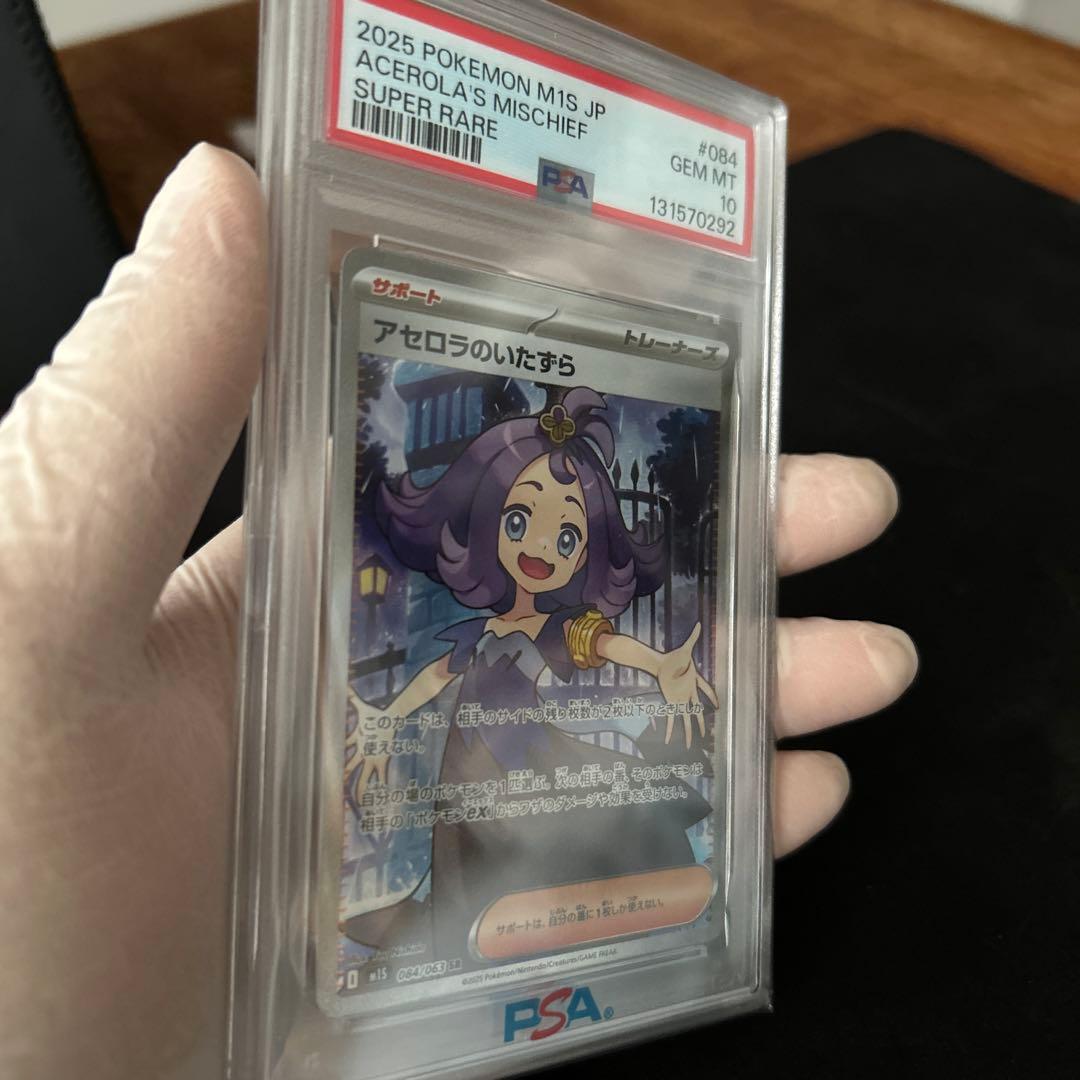 2025 POKEMON M1S JP
#084
ACEROLA'S MISCHIEF
GEM MT
SUPER RARE
10
PSA
131570292
サポート
トレーナーズ
アセロラのいたずら
このカードは、相手のサイドの残り枚数が2枚以下のときにしか
使えない。
自分の場のポケモンを1匹選ぶ。次の相手の番、そのポケモンは
相手の「ポケモンex」からワザのダメージや効果を受けない。
サポートは、自分の番に1枚しか使えない。
M1S 084/063 SR
©2025 Pokémon/Nintendo/Creatures/GAME FREAK
PSA®